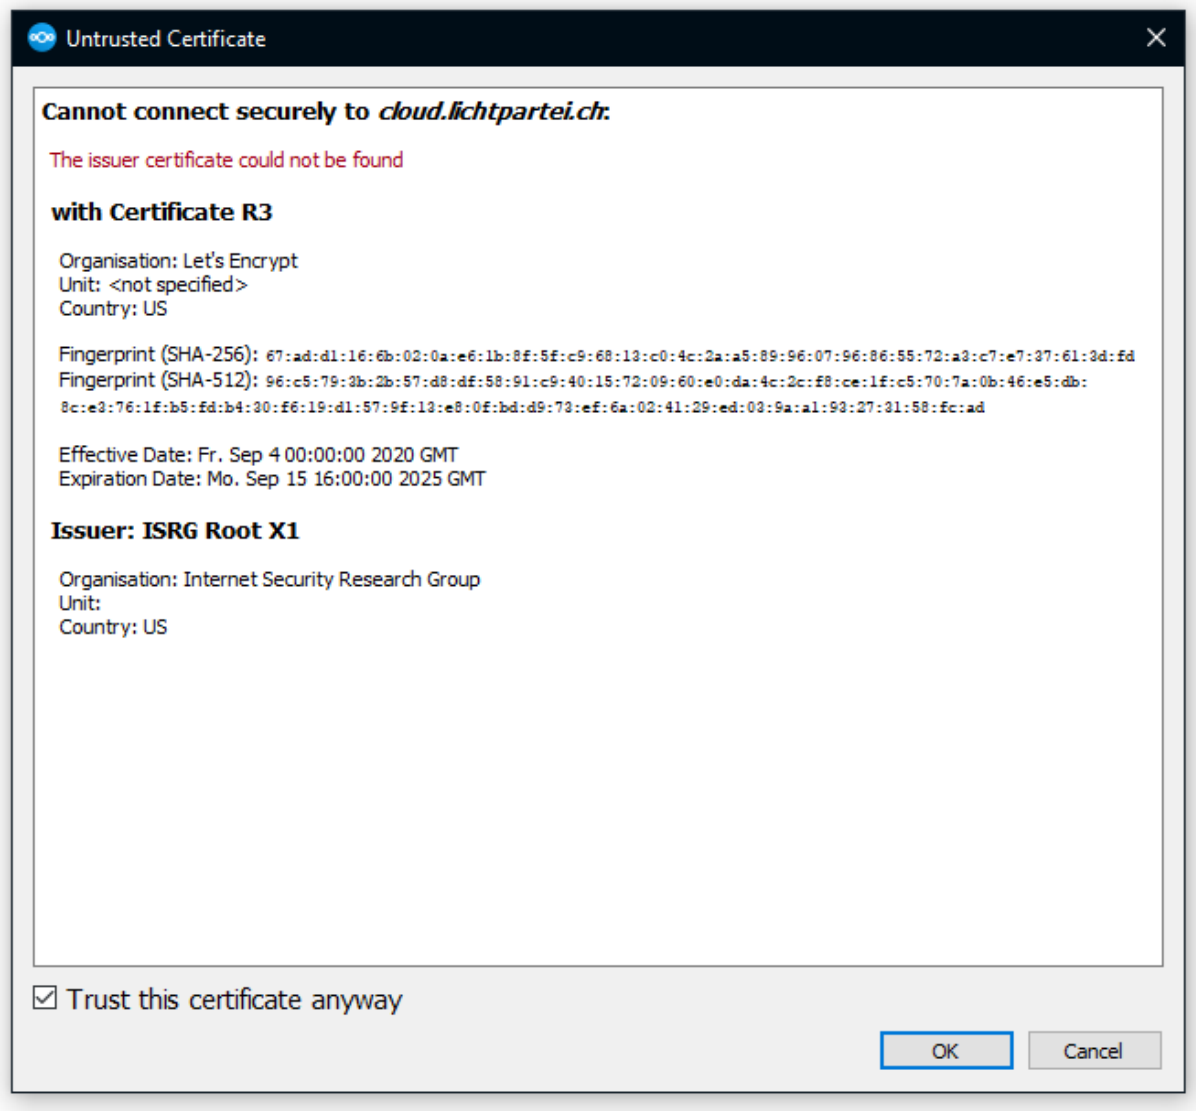 Untrusted Certificate
Cannot connect securely to cloud.lichtpartei.ch:
The issuer certificate could not be found
with Certificate R3
Organisation: Let's Encrypt
Unit: <not specified>
Country: US
Fingerprint (SHA-256): 67:ad:d1:16:6b:02:0a:e6:1b:8f:5f:c9:68:13:c0:4c:2a:a5:89:96:07:96:86:55:72:a3:c7:e7:37:61:3d:fd
Fingerprint (SHA-512): 96:c5:79:3b:2b:57:d8:df:58:91:c9:40:15:72:09:60:e0:da:4c:2c:f8:ce:1f:c5:70:7a:0b:46:e5:db:
8c:e3:76:1f:b5:fd:b4:30:f6:19:d1:57:9f:13:e8:0f:bd:d9:73:ef:6a:02:41:29:ed:03:9a:a1:93:27:31:58:fc:ad
Effective Date: Fr. Sep 4 00:00:00 2020 GMT
Expiration Date: Mo. Sep 15 16:00:00 2025 GMT
Issuer: ISRG Root X1
Organisation: Internet Security Research Group
Unit:
Country: US
Trust this certificate anyway
OK
Cancel